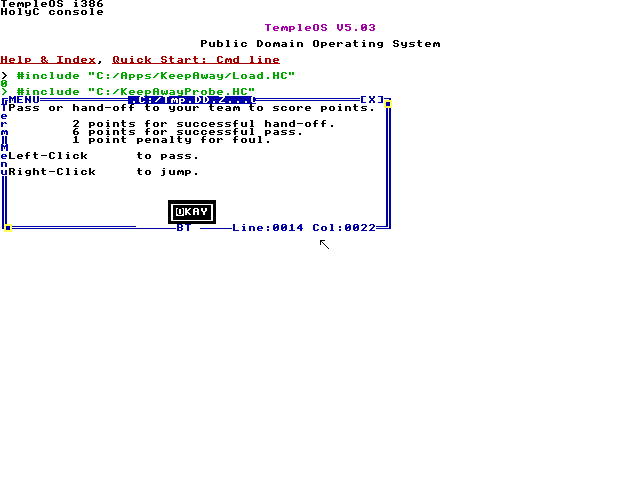 TempleOS i386
HolyC console
TempleOS V5.03
Public Domain Operating System
Help & Index, Quick Start: Cmd line
> #include "C:/Apps/KeepAway/Load.HC"
0
> #include "C:/KeepAwayProbe.HC"
MENU .C:/Tmp.DD.Z... [X]
Pass or hand-off to your team to score points.
2 points for successful hand-off.
6 points for successful pass.
1 point penalty for foul.
Left-Click to pass.
Right-Click to jump.
OKAY
BT Line:0014 Col:0022